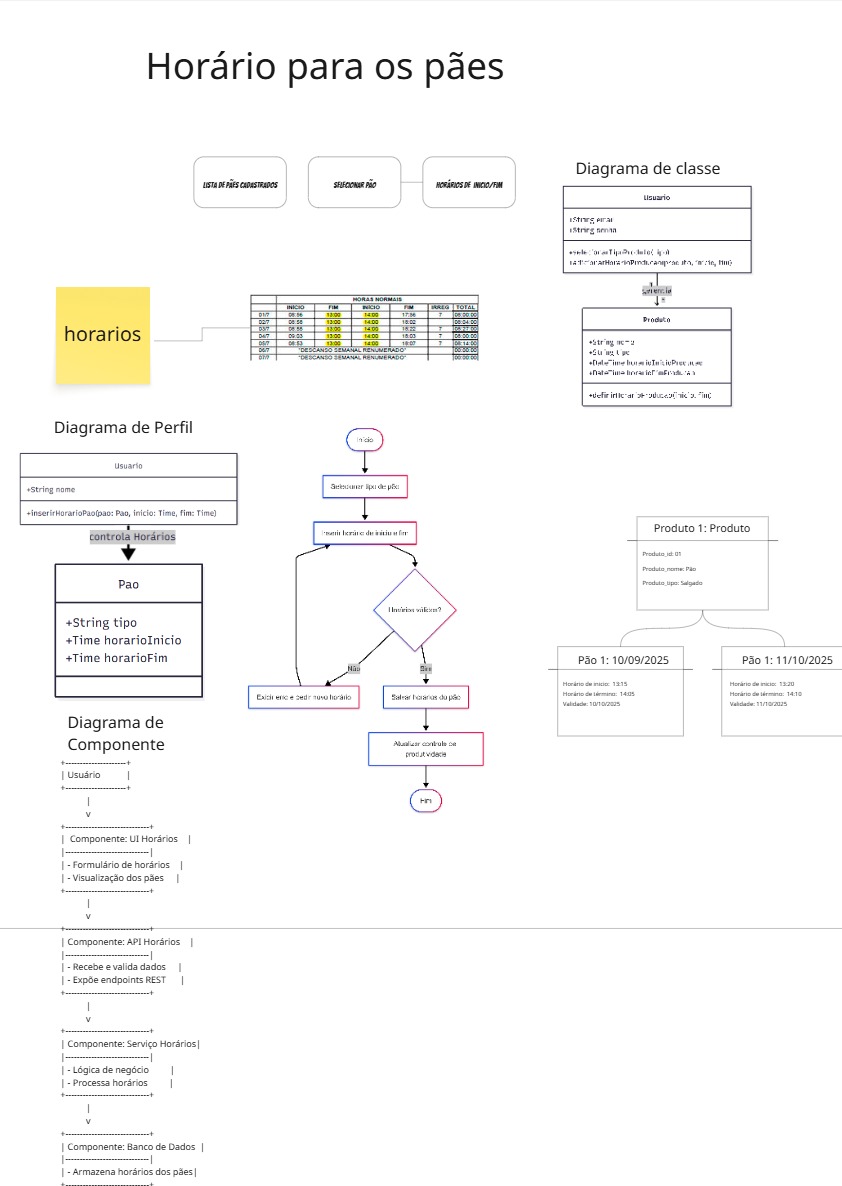 Horário para os pães
LISTA DE PÃES CADASTRADOS
SELECIONAR PÃO
HORÁRIOS DE INICIO/FIM
Diagrama de classe
Usuario
+String email
+String senha
+selecionarTipoProduto(tipo)
+adicionarHorarioProducao(produto, inicio, fim)
gerencia
Produto
+String nome
+String tipo
+DateTime horarioInicioProducao
+DateTime horarioFimProducao
+definirHorarioProducao(inicio, fim)
horarios
HORAS NORMAIS
INÍCIO FIM INÍCIO FIM IRREG TOTAL
01/7 08:56 13:00 14:00 17:56 7 08:00:00
02/7 08:58 13:00 14:00 18:02 08:04:00
03/7 08:55 13:00 14:00 18:22 7 08:27:00
04/7 09:03 13:00 14:00 18:03 7 08:00:00
05/7 08:53 13:00 14:00 18:07 7 08:14:00
06/7 "DESCANSO SEMANAL RENUMERADO" 00:00:00
07/7 "DESCANSO SEMANAL RENUMERADO" 00:00:00
Diagrama de Perfil
Usuario
+String nome
+inserirHorarioPao(pao: Pao, inicio: Time, fim: Time)
controla Horários
Pao
+String tipo
+Time horarioInicio
+Time horarioFim
Início
Selecionar tipo de pão
Inserir horário de início e fim
Horários válidos?
Não
Sim
Exibir erro e pedir novo horário
Salvar horários do pão
Atualizar controle de
produtividade
Fim
Produto 1: Produto
Produto_id: 01
Produto_nome: Pão
Produto_tipo: Salgado
Pão 1: 10/09/2025
Horário de inicio: 13:15
Horário de término: 14:05
Validade: 10/10/2025
Pão 1: 11/10/2025
Horário de inicio: 13:20
Horário de término: 14:10
Validade: 11/10/2025
Diagrama de
Componente
+----------------------+
| Usuário |
+----------------------+
|
v
+-----------------------------+
| Componente: UI Horários |
|-----------------------------|
| - Formulário de horários |
| - Visualização dos pães |
+-----------------------------+
|
v
+-----------------------------+
| Componente: API Horários |
|-----------------------------|
| - Recebe e valida dados |
| - Expõe endpoints REST |
+-----------------------------+
|
v
+-----------------------------+
| Componente: Serviço Horários|
|-----------------------------|
| - Lógica de negócio |
| - Processa horários |
+-----------------------------+
|
v
+-----------------------------+
| Componente: Banco de Dados |
|-----------------------------|
| - Armazena horários dos pães|
+-----------------------------+